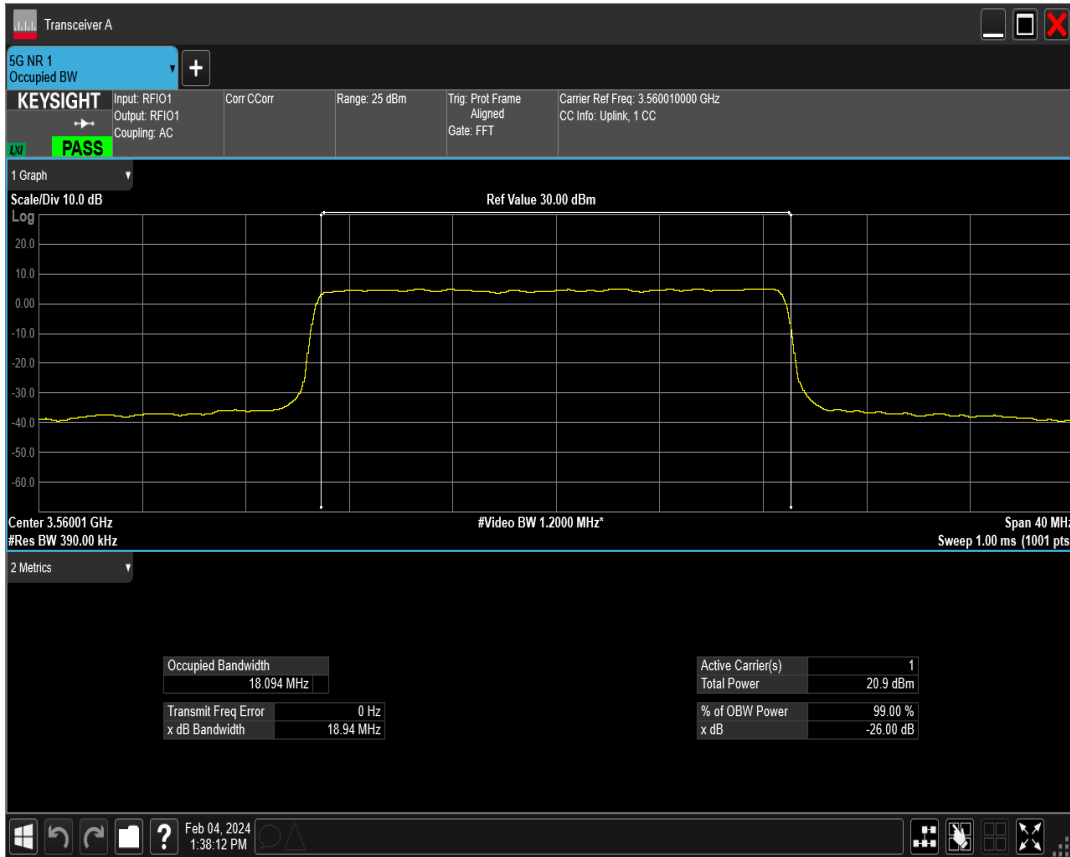 Transceiver A
5G NR 1
Occupied BW
KEYSIGHT
LXI
PASS
Input: RFIO1
Output: RFIO1
Coupling: AC
Corr CCorr
Range: 25 dBm
Trig: Prot Frame
Aligned
Gate: FFT
Carrier Ref Freq: 3.560010000 GHz
CC Info: Uplink, 1 CC
1 Graph
Scale/Div 10.0 dB
Ref Value 30.00 dBm
Log
20.0
10.0
0.00
-10.0
-20.0
-30.0
-40.0
-50.0
-60.0
Center 3.56001 GHz
#Video BW 1.2000 MHz*
Span 40 MHz
#Res BW 390.00 kHz
Sweep 1.00 ms (1001 pts
2 Metrics
Occupied Bandwidth
18.094 MHz
Transmit Freq Error 0 Hz
x dB Bandwidth 18.94 MHz
Active Carrier(s) 1
Total Power 20.9 dBm
% of OBW Power 99.00 %
x dB -26.00 dB
?
Feb 04, 2024
1:38:12 PM